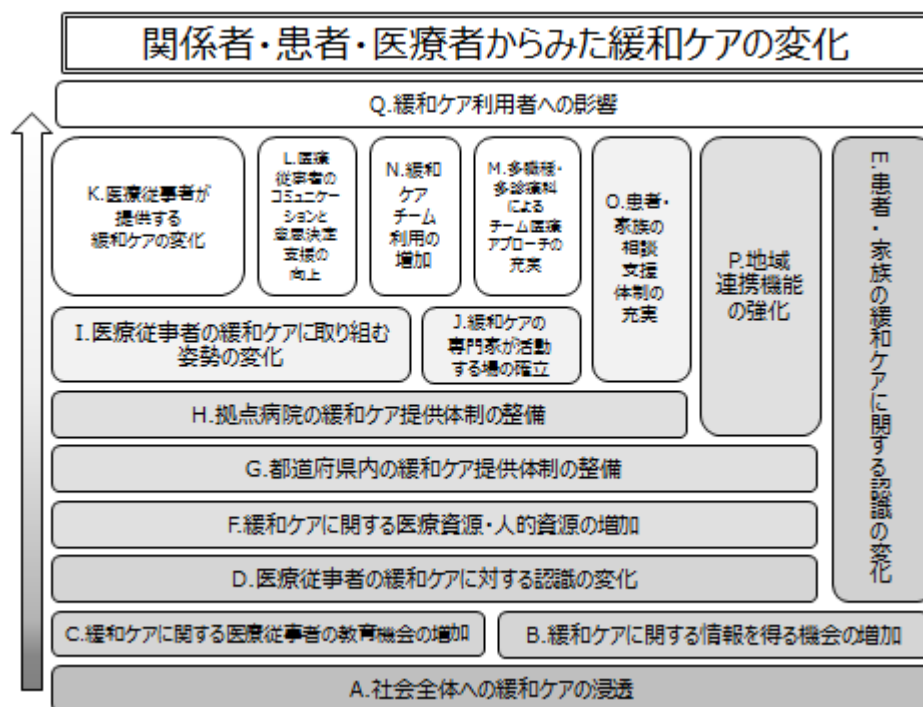 関係者・患者・医療者からみた緩和ケアの変化
Q.緩和ケア利用者への影響
K.医療従事者が
提供する
緩和ケアの変化
L.医療
従事者の
コミュニケー
ションと
意思決定
支援の
向上
N.緩和
ケア
チーム
利用の
増加
M.多職種・
多診療科
による
チーム医療
アプローチの
充実
O.患者・
家族の
相談
支援
体制の
充実
P.地域
連携機能
の強化
E.患者・家族の緩和ケアに関する認識の変化
I.医療従事者の緩和ケアに取り組む
姿勢の変化
J.緩和ケアの
専門家が活動
する場の確立
H.拠点病院の緩和ケア提供体制の整備
G.都道府県内の緩和ケア提供体制の整備
F.緩和ケアに関する医療資源・人的資源の増加
D.医療従事者の緩和ケアに対する認識の変化
C.緩和ケアに関する医療従事者の教育機会の増加
B.緩和ケアに関する情報を得る機会の増加
A.社会全体への緩和ケアの浸透